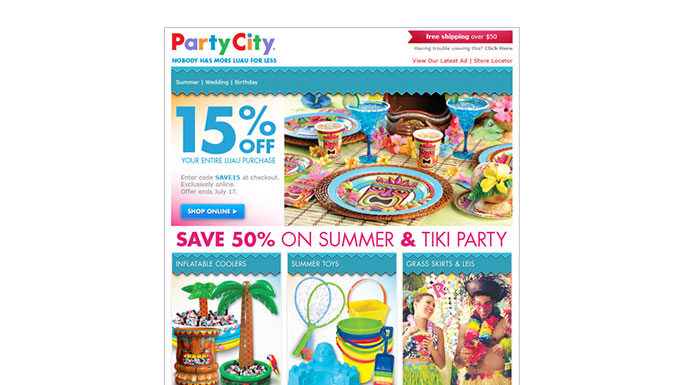 Party City
NOBODY HAS MORE LUAU FOR LESS
free shipping over $50
Having trouble viewing this? Click Here
View Our Latest Ad | Store Locator
Summer | Wedding | Birthday
15% OFF
YOUR ENTIRE LUAU PURCHASE
Enter code SAVE15 at checkout.
Exclusively online.
Offer ends July 17.
SHOP ONLINE
SAVE 50% ON SUMMER & TIKI PARTY
INFLATABLE COOLERS
SUMMER TOYS
GRASS SKIRTS & LEIS